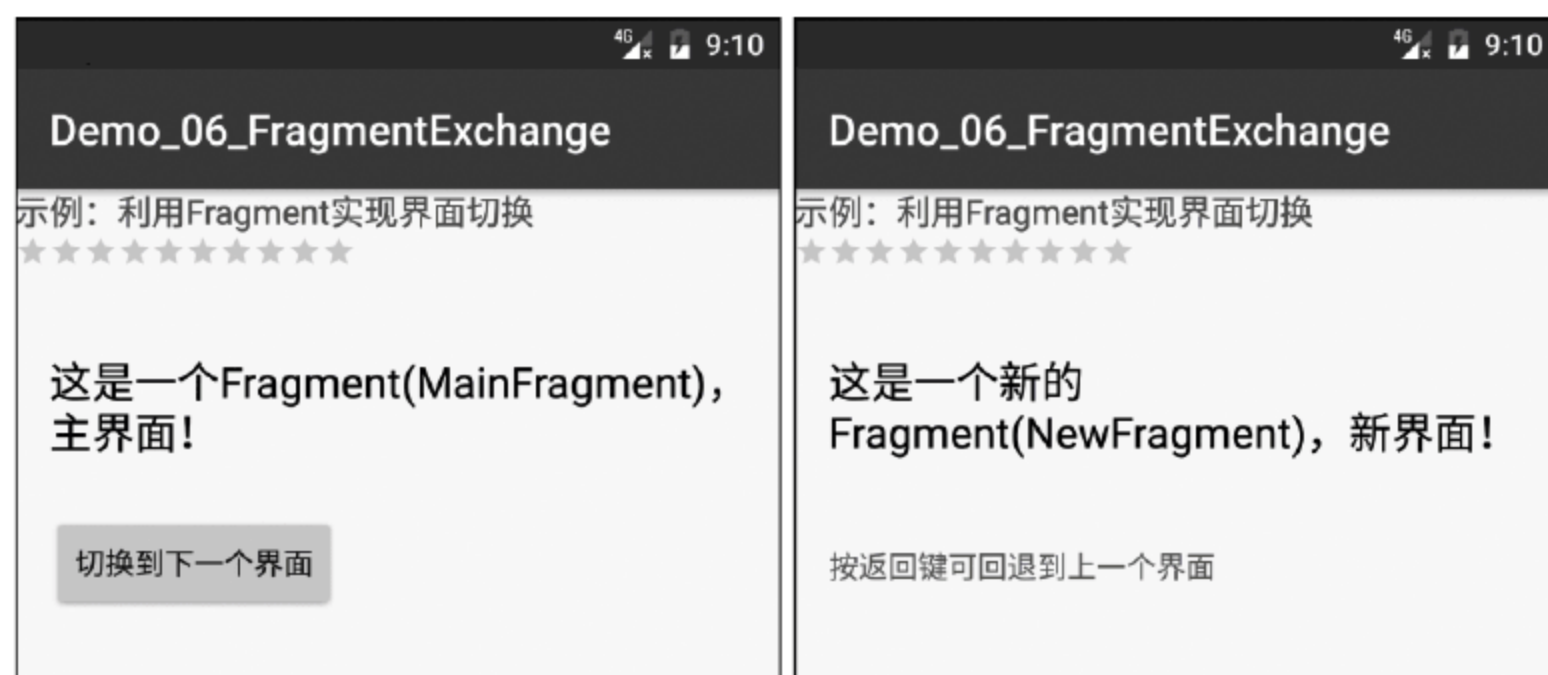 4G 9:10
Demo_06_FragmentExchange
示例：利用Fragment实现界面切换
这是一个Fragment(MainFragment)，
主界面！
切换到下一个界面
4G 9:10
Demo_06_FragmentExchange
示例：利用Fragment实现界面切换
这是一个新的
Fragment(NewFragment)，新界面！
按返回键可回退到上一个界面